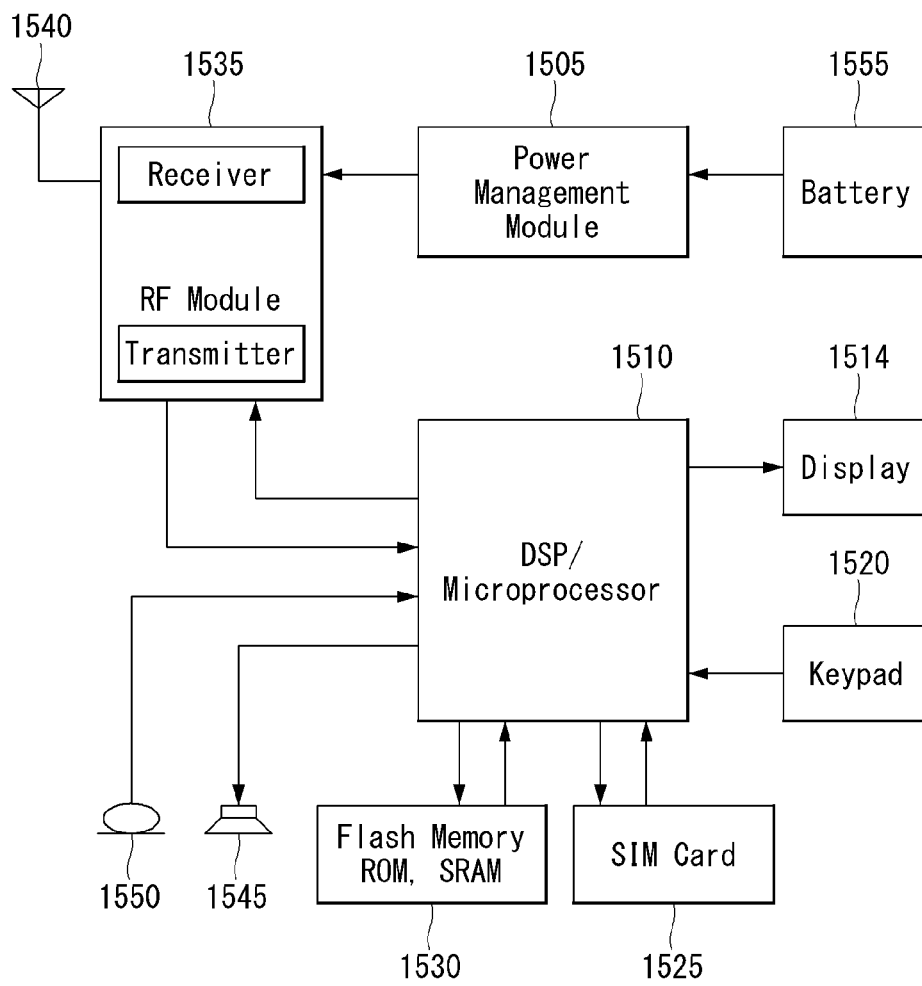 1540
1535
1505
1555
Receiver
RF Module
Transmitter
Power
Management
Module
Battery
1510
1514
DSP/
Microprocessor
Display
1520
Keypad
1550
1545
Flash Memory
ROM, SRAM
SIM Card
1530
1525